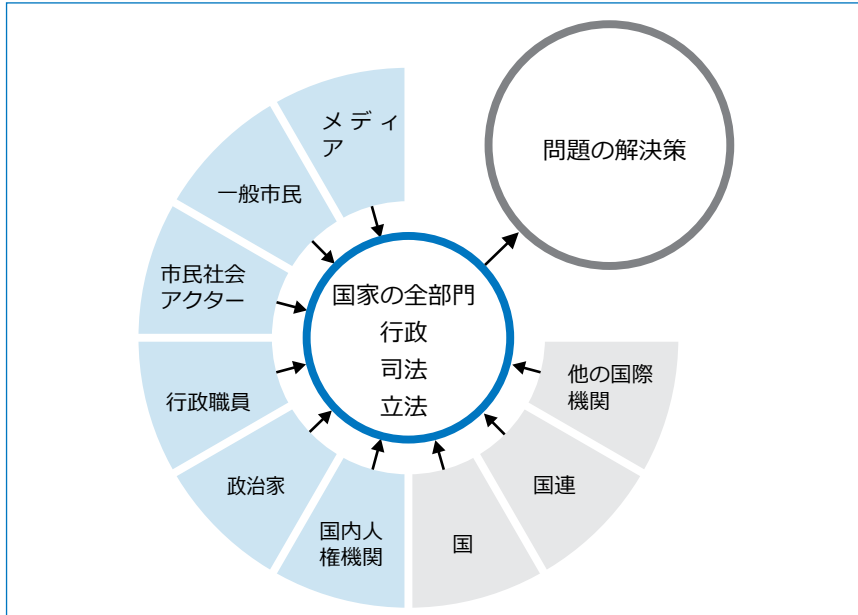 メディ
ア
一般市民
市民社会
アクター
行政職員
政治家
国内人
権機関
国
国連
他の国際
機関
国家の全部門
行政
司法
立法
問題の解決策